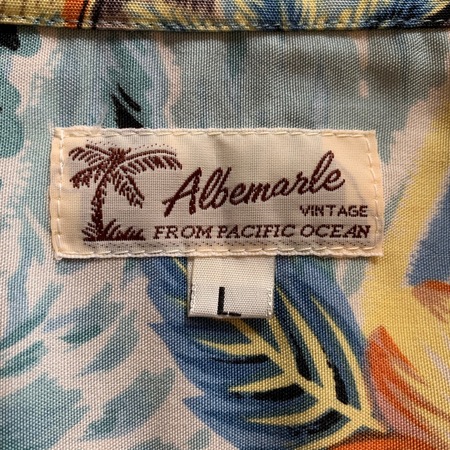 Albemarle
VINTAGE
FROM PACIFIC OCEAN
L